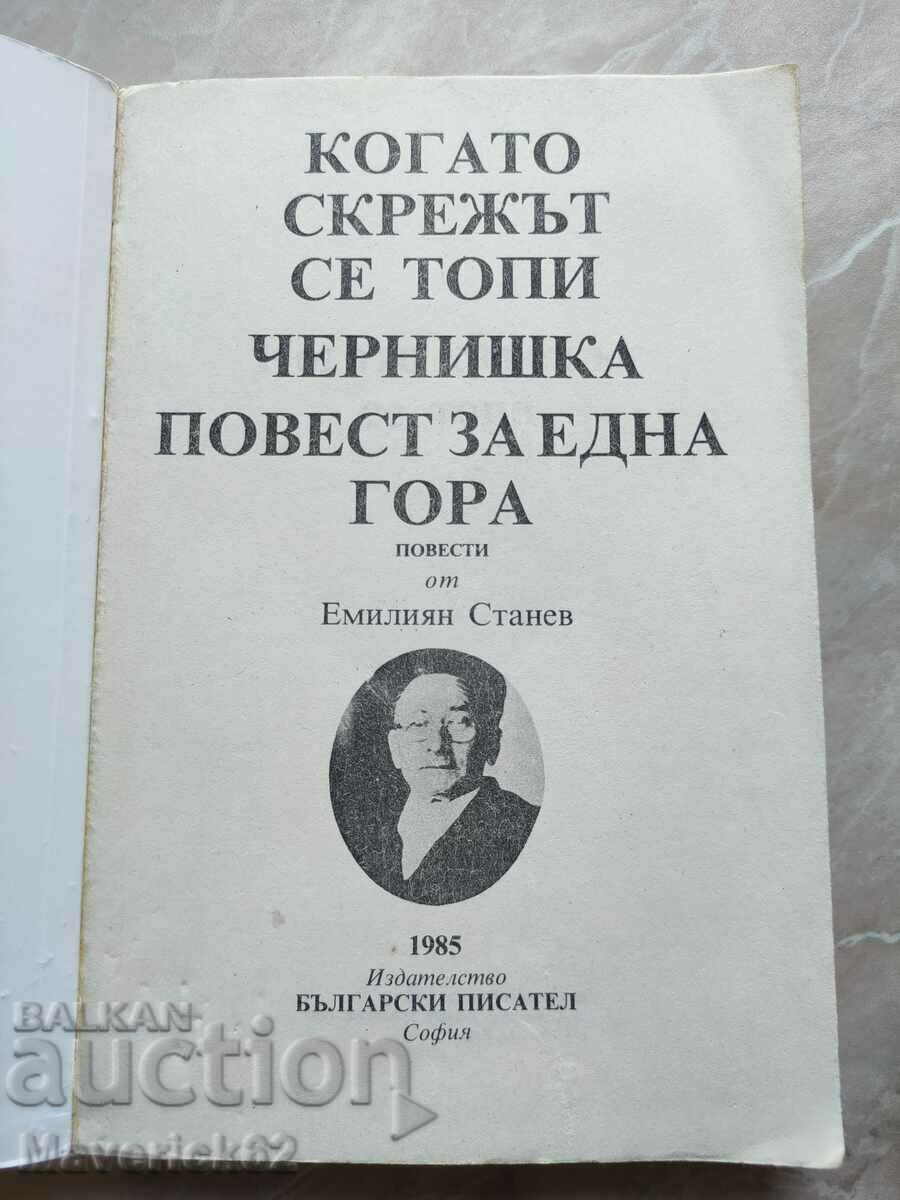 КОГАТО
СКРЕЖЪТ
СЕ ТОПИ
ЧЕРНИШКА
ПОВЕСТ ЗА ЕДНА
ГОРА
ПОВЕСТИ
от
Емилиян Станев
1985
Издателство
БЪЛГАРСКИ ПИСАТЕЛ
София
BALKAN
auction
Maverick62